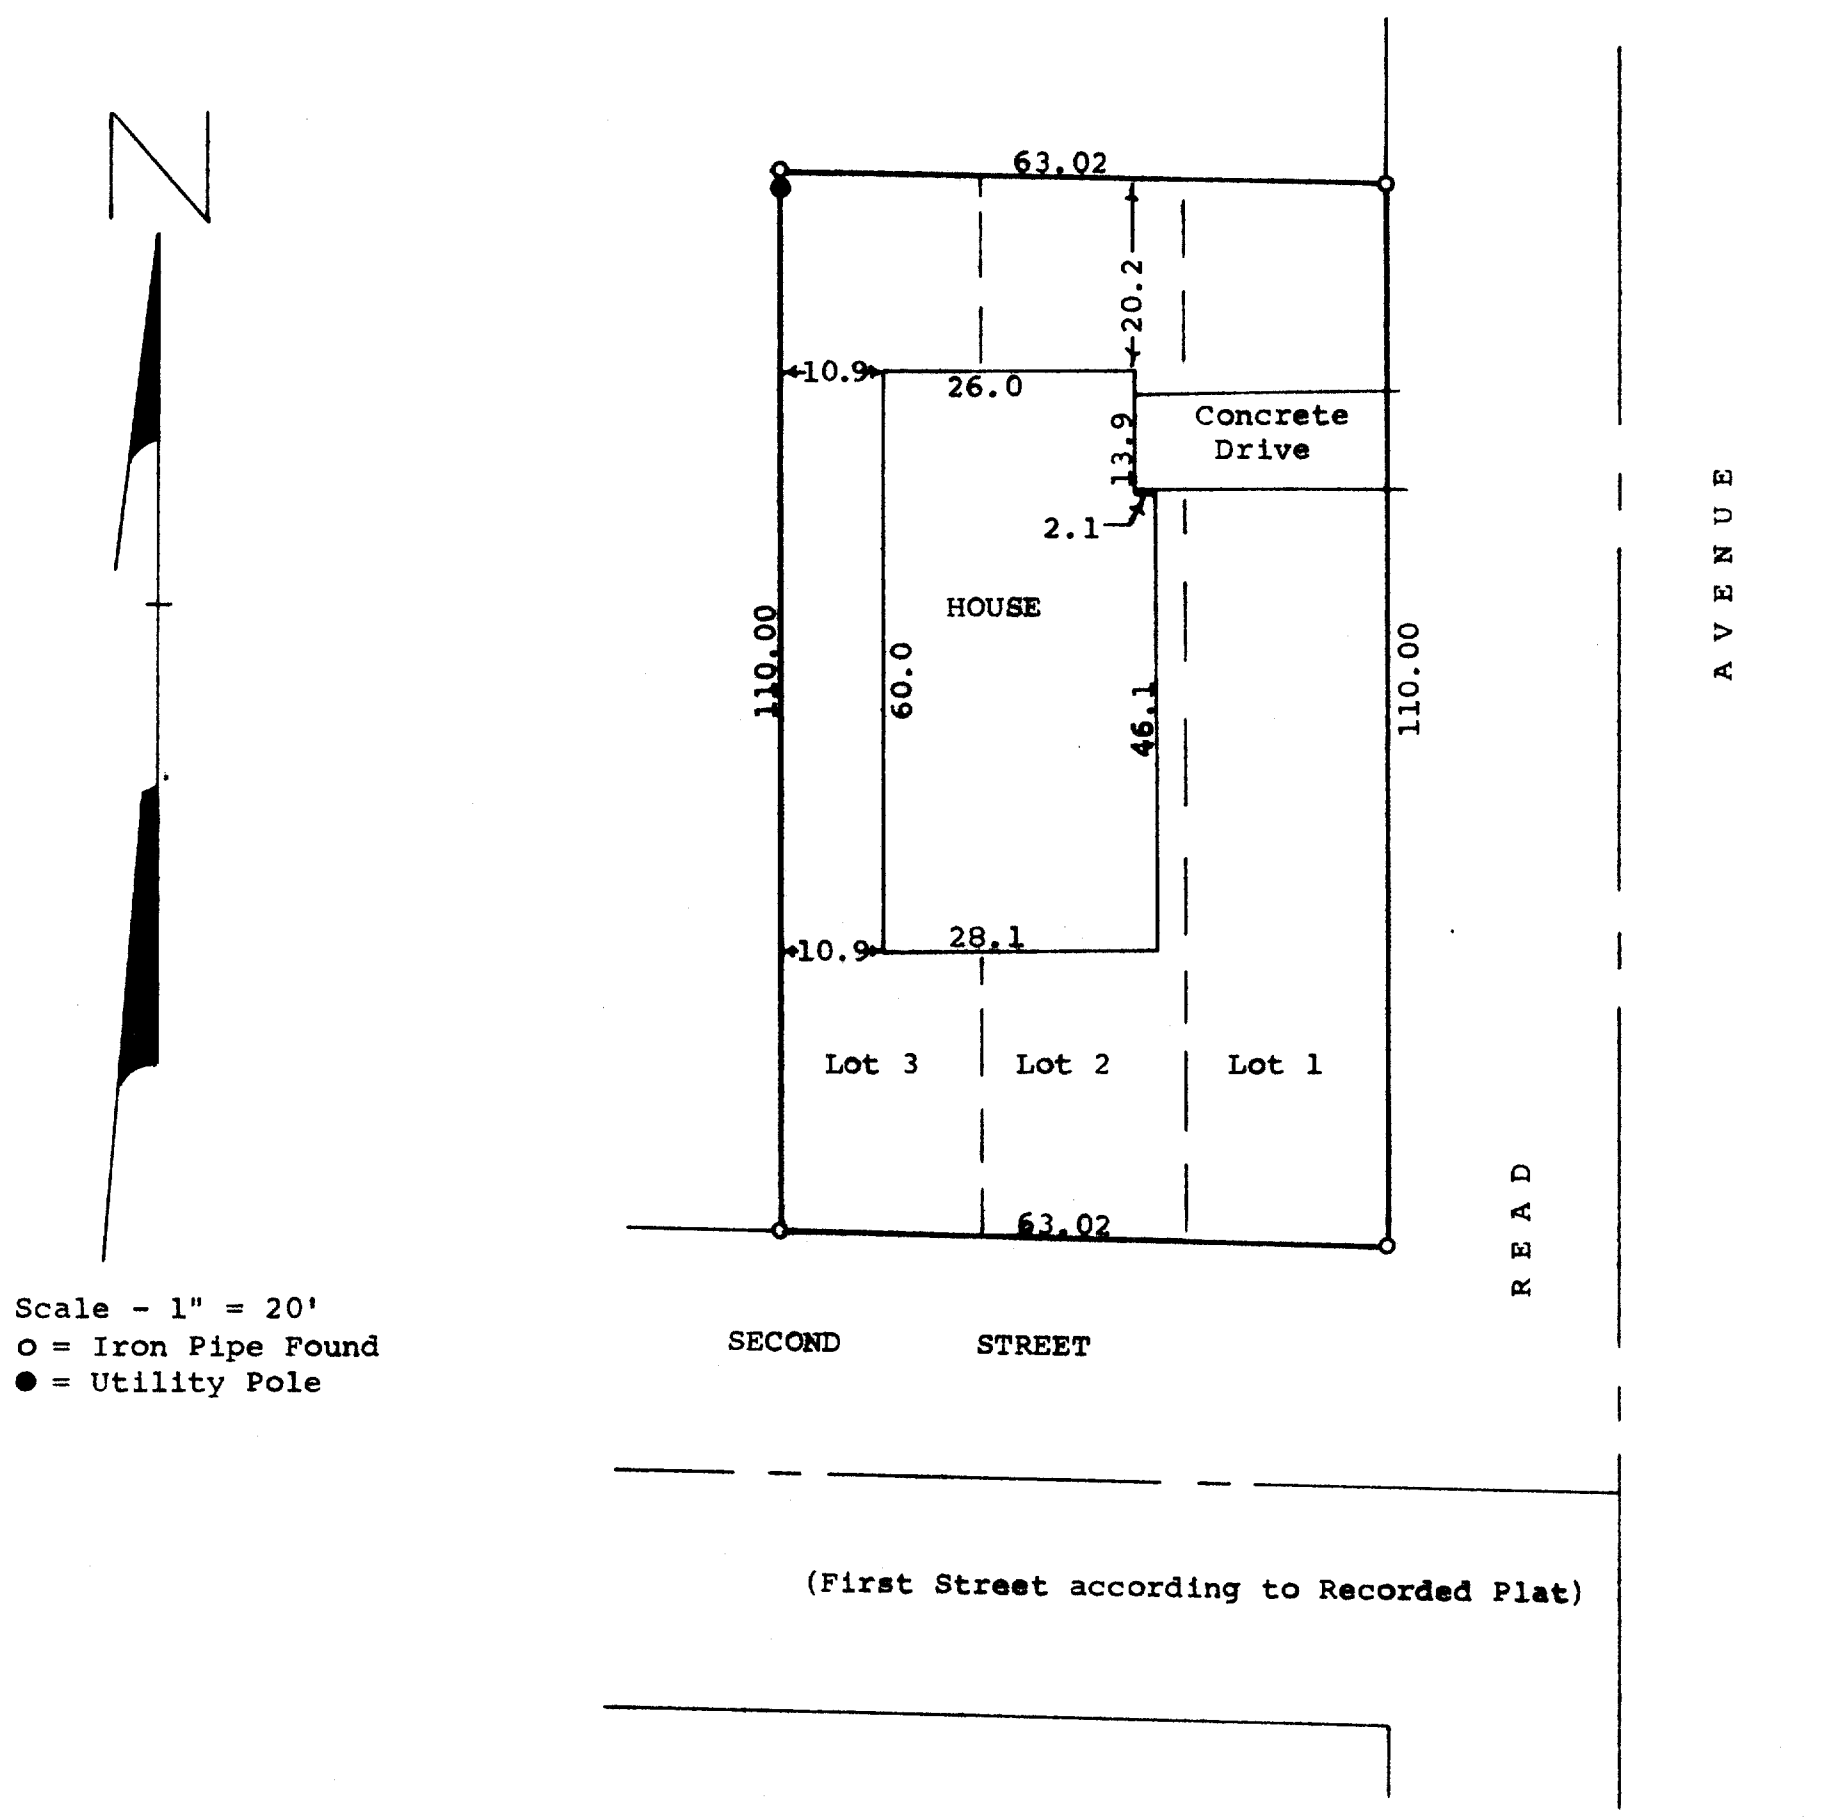 N
63.02
20.2
10.9
26.0
Concrete
Drive
13.9
2.1
HOUSE
110.00
60.0
46.1
110.00
AVENUE
10.9
28.1
Lot 3
Lot 2
Lot 1
63.02
READ
Scale - 1" = 20'
= Iron Pipe Found
= Utility Pole
SECOND STREET
(First Street according to Recorded Plat)